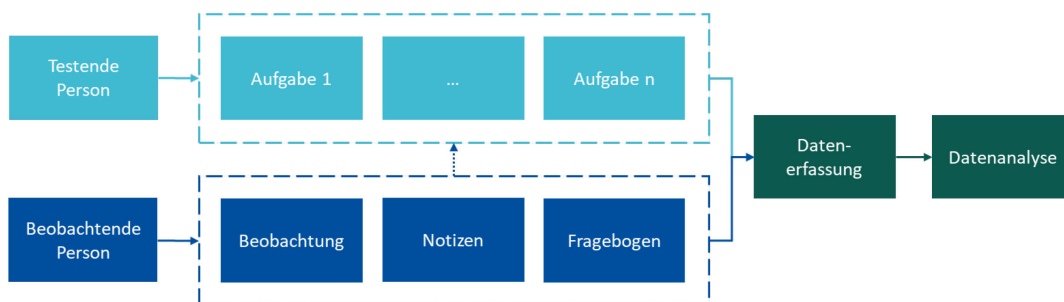 Testende
Person
Aufgabe 1
...
Aufgabe n
Daten-
erfassung
Datenanalyse
Beobachtende
Person
Beobachtung
Notizen
Fragebogen